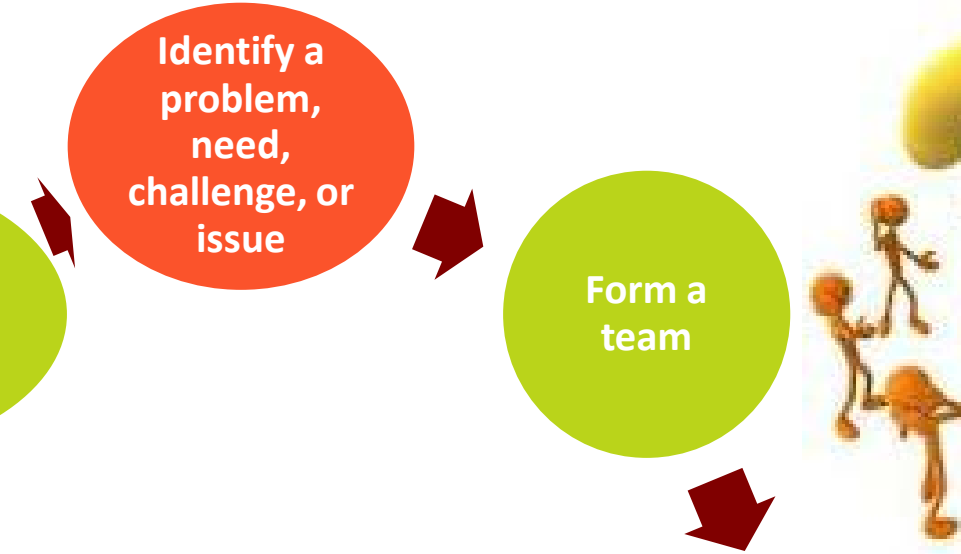 Identify a
problem,
need,
challenge, or
issue
Form a
team